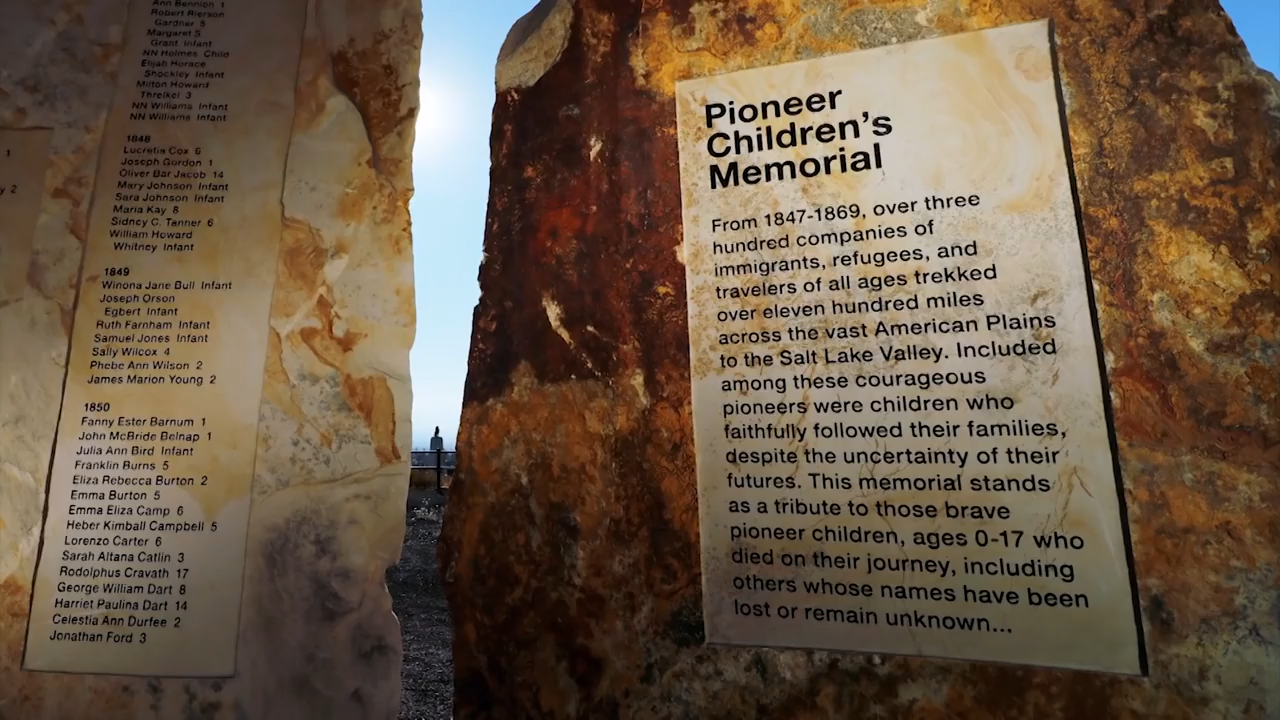 1
y 2
Ann Bennion 1
Robert Rierson
Gardner 3
Margaret S
Grant Infant
NN Holmes Child
Elijah Horace
Shockley Infant
Milton Howard
Threlkel 3
NN Williams Infant
NN Williams Infant
1848
Lucretia Cox 6
Joseph Gordon 1
Oliver Bar Jacob 14
Mary Johnson Infant
Sara Johnson Infant
Maria Kay 8
Sidney C. Tanner 6
William Howard
Whitney Infant
1849
Winona Jane Bull Infant
Joseph Orson
Egbert Infant
Ruth Farnham Infant
Samuel Jones Infant
Sally Wilcox 4
Phebe Ann Wilson 2
James Marion Young 2
1850
Fanny Ester Barnum 1
John McBride Belnap 1
Julia Ann Bird Infant
Franklin Burns 5
Eliza Rebecca Burton 2
Emma Burton 5
Emma Eliza Camp 6
Heber Kimball Campbell 5
Lorenzo Carter 6
Sarah Altana Catlin 3
Rodolphus Cravath 17
George William Dart 8
Harriet Paulina Dart 14
Celestia Ann Durfee 2
Jonathan Ford 3
Pioneer
Children's
Memorial
From 1847-1869, over three
hundred companies of
immigrants, refugees, and
travelers of all ages trekked
over eleven hundred miles
across the vast American Plains
to the Salt Lake Valley. Included
among these courageous
pioneers were children who
faithfully followed their families,
despite the uncertainty of their
futures. This memorial stands
as a tribute to those brave
pioneer children, ages 0-17 who
died on their journey, including
others whose names have been
lost or remain unknown...